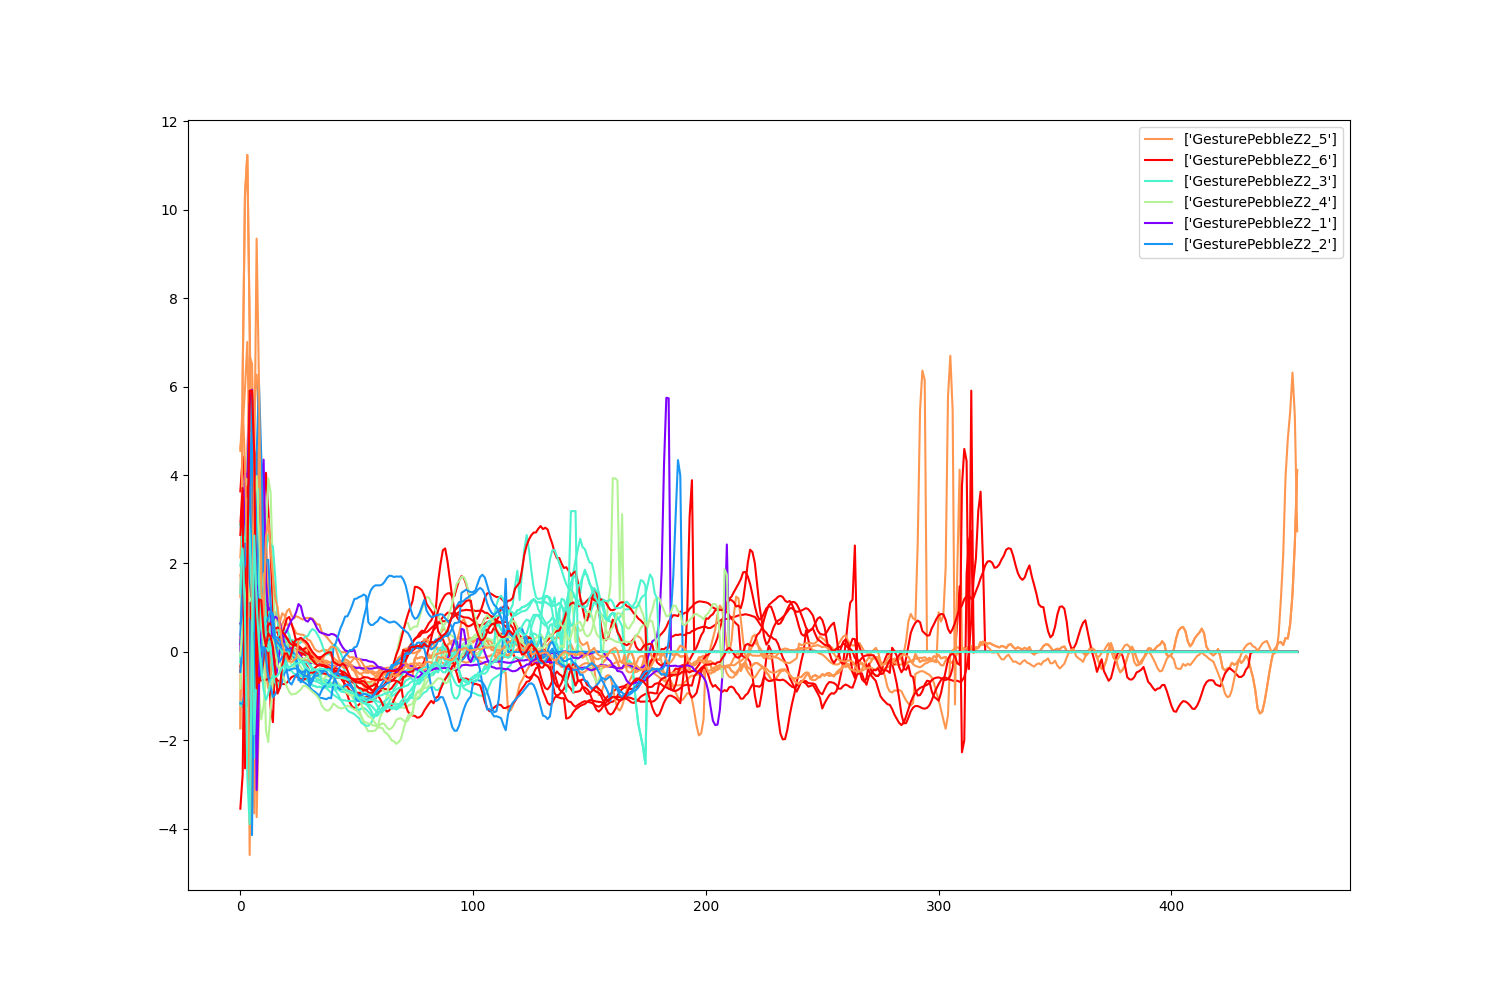 12
10
8
6
4
2
0
−2
−4
0 100 200 300 400
['GesturePebbleZ2_5']
['GesturePebbleZ2_6']
['GesturePebbleZ2_3']
['GesturePebbleZ2_4']
['GesturePebbleZ2_1']
['GesturePebbleZ2_2']